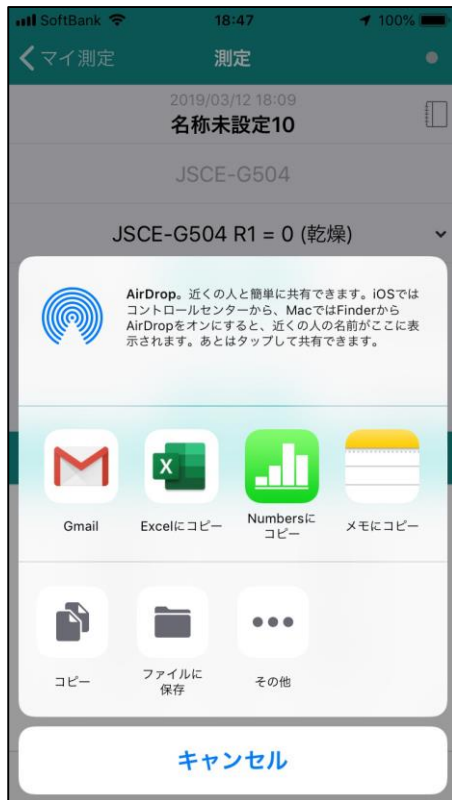 SoftBank 18:47 100%
マイ測定 測定
2019/03/12 18:09
名称未設定10
JSCE-G504
JSCE-G504 R1 = 0 (乾燥)
AirDrop。近くの人と簡単に共有できます。iOSでは
コントロールセンターから、MacではFinderから
AirDropをオンにすると、近くの人の名前がここに表
示されます。あとはタップして共有できます。
Gmail Excelにコピー Numbersに メモにコピー
コピー
コピー ファイルに その他
保存
キャンセル